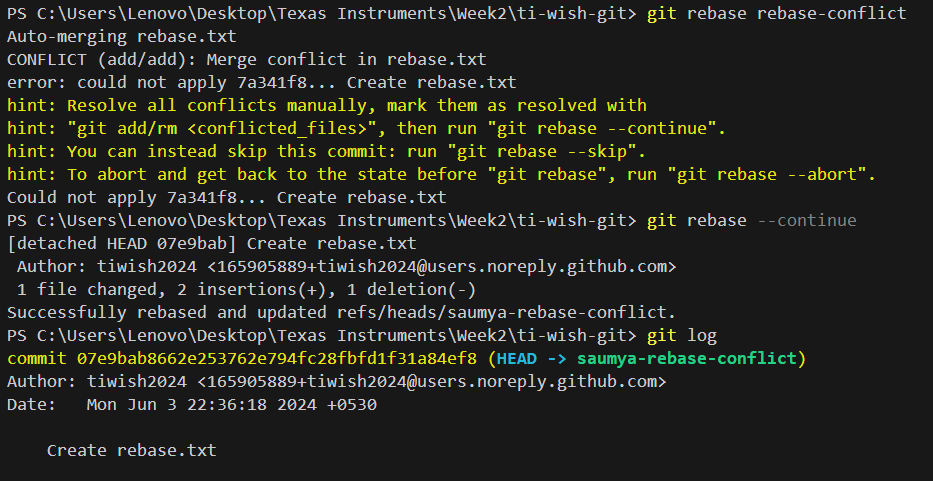 PS C:\Users\Lenovo\Desktop\Texas Instruments\Week2\ti-wish-git> git rebase rebase-conflict
Auto-merging rebase.txt
CONFLICT (add/add): Merge conflict in rebase.txt
error: could not apply 7a341f8... Create rebase.txt
hint: Resolve all conflicts manually, mark them as resolved with
hint: "git add/rm <conflicted_files>", then run "git rebase --continue".
hint: You can instead skip this commit: run "git rebase --skip".
hint: To abort and get back to the state before "git rebase", run "git rebase --abort".
Could not apply 7a341f8... Create rebase.txt
PS C:\Users\Lenovo\Desktop\Texas Instruments\Week2\ti-wish-git> git rebase --continue
[detached HEAD 07e9bab] Create rebase.txt
 Author: tiwish2024 <165905889+tiwish2024@users.noreply.github.com>
 1 file changed, 2 insertions(+), 1 deletion(-)
Successfully rebased and updated refs/heads/saumya-rebase-conflict.
PS C:\Users\Lenovo\Desktop\Texas Instruments\Week2\ti-wish-git> git log
commit 07e9bab8662e253762e794fc28fbfd1f31a84ef8 (HEAD -> saumya-rebase-conflict)
Author: tiwish2024 <165905889+tiwish2024@users.noreply.github.com>
Date:   Mon Jun 3 22:36:18 2024 +0530
    Create rebase.txt